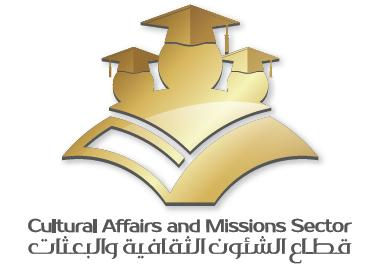 Cultural Affairs and Missions Sector
قطاع الشئون الثقافية والبعثات